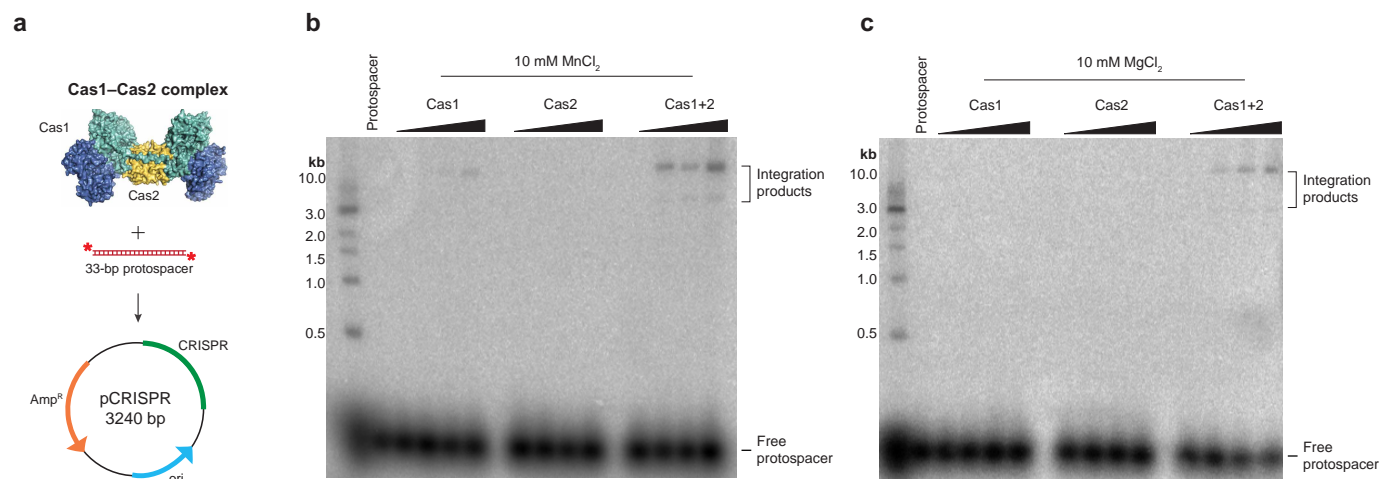 a
Cas1–Cas2 complex
Cas1
Cas2
+
*
*
33-bp protospacer
CRISPR
AmpR
pCRISPR
3240 bp
ori
b
Protospacer
10 mM MnCl2
Cas1
Cas2
Cas1+2
kb
10.0
3.0
2.0
1.5
1.0
0.5
Integration
products
Free
protospacer
c
Protospacer
10 mM MgCl2
Cas1
Cas2
Cas1+2
kb
10.0
3.0
2.0
1.5
1.0
0.5
Integration
products
Free
protospacer